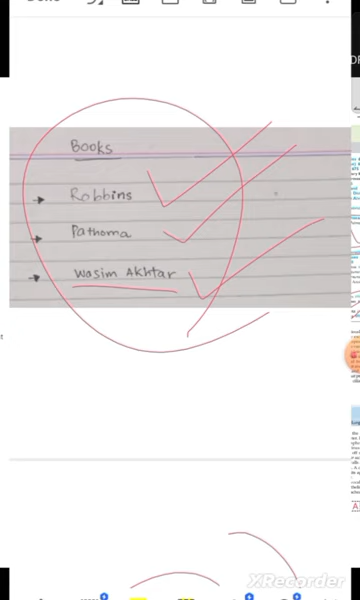 Books
→ Robbins
→ Pathoma
→ Wasim Akhtar
XRecorder